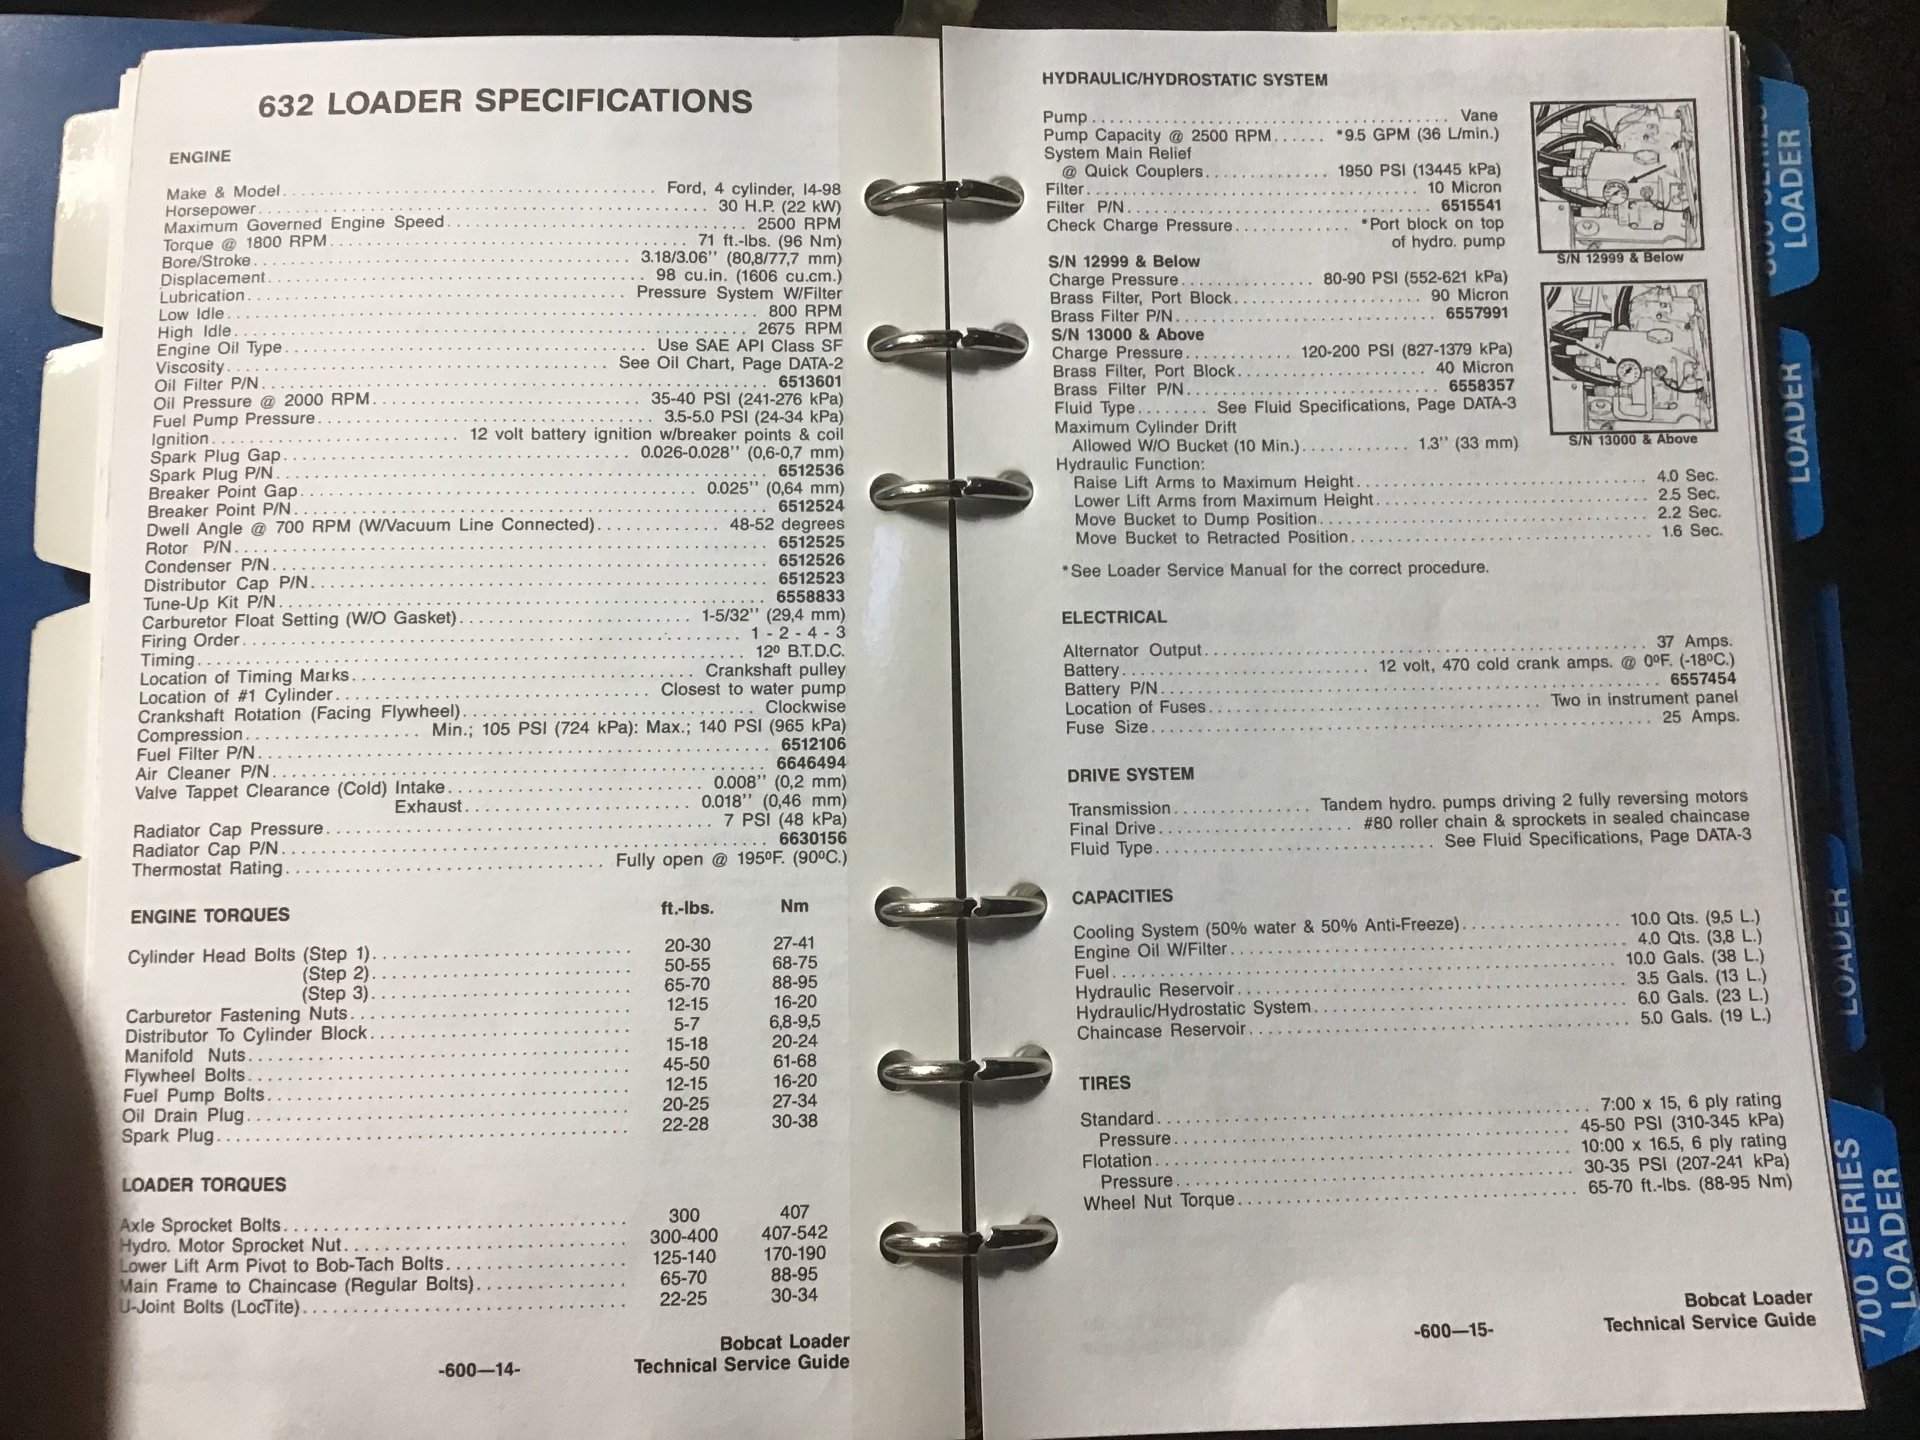 632 LOADER SPECIFICATIONS
ENGINE
Make & Model Ford, 4 cylinder, I4-98
Horsepower 30 H.P. (22 kW)
Maximum Governed Engine Speed 2500 RPM
Torque @ 1800 RPM 71 ft.-lbs. (96 Nm)
Bore/Stroke 3.18/3.06'' (80,8/77,7 mm)
Displacement 98 cu.in. (1606 cu.cm.)
Lubrication Pressure System W/Filter
Low Idle 800 RPM
High Idle 2675 RPM
Engine Oil Type Use SAE API Class SF
Viscosity See Oil Chart, Page DATA-2
Oil Filter P/N 6513601
Oil Pressure @ 2000 RPM 35-40 PSI (241-276 kPa)
Fuel Pump Pressure 3.5-5.0 PSI (24-34 kPa)
Ignition 12 volt battery ignition w/breaker points & coil
Spark Plug Gap 0.026-0.028'' (0,6-0,7 mm)
Spark Plug P/N 6512536
Breaker Point Gap 0.025'' (0,64 mm)
Breaker Point P/N 6512524
Dwell Angle @ 700 RPM (W/Vacuum Line Connected) 48-52 degrees
Rotor P/N 6512525
Condenser P/N 6512526
Distributor Cap P/N 6512523
Tune-Up Kit P/N 6558833
Carburetor Float Setting (W/O Gasket) 1-5/32'' (29,4 mm)
Firing Order 1 - 2 - 4 - 3
Timing 12º B.T.D.C.
Location of Timing Marks Crankshaft pulley
Location of #1 Cylinder Closest to water pump
Crankshaft Rotation (Facing Flywheel) Clockwise
Compression Min.; 105 PSI (724 kPa): Max.; 140 PSI (965 kPa)
Fuel Filter P/N 6512106
Air Cleaner P/N 6646494
Valve Tappet Clearance (Cold) Intake 0.008'' (0,2 mm)
Exhaust 0.018'' (0,46 mm)
Radiator Cap Pressure 7 PSI (48 kPa)
Radiator Cap P/N 6630156
Thermostat Rating Fully open @ 195ºF. (90ºC.)
ENGINE TORQUES ft.-lbs. Nm
Cylinder Head Bolts (Step 1) 20-30 27-41
(Step 2) 50-55 68-75
(Step 3) 65-70 88-95
Carburetor Fastening Nuts 12-15 16-20
Distributor To Cylinder Block 5-7 6,8-9,5
Manifold Nuts 15-18 20-24
Flywheel Bolts 45-50 61-68
Fuel Pump Bolts 12-15 16-20
Oil Drain Plug 20-25 27-34
Spark Plug 22-28 30-38
LOADER TORQUES
Axle Sprocket Bolts 300 407
Hydro. Motor Sprocket Nut 300-400 407-542
Lower Lift Arm Pivot to Bob-Tach Bolts 125-140 170-190
Main Frame to Chaincase (Regular Bolts) 65-70 88-95
U-Joint Bolts (LocTite) 22-25 30-34
Bobcat Loader
-600—14- Technical Service Guide
HYDRAULIC/HYDROSTATIC SYSTEM
Pump Vane
Pump Capacity @ 2500 RPM *9.5 GPM (36 L/min.)
System Main Relief
@ Quick Couplers 1950 PSI (13445 kPa)
Filter 10 Micron
Filter P/N 6515541
Check Charge Pressure *Port block on top
of hydro. pump
S/N 12999 & Below
S/N 12999 & Below
Charge Pressure 80-90 PSI (552-621 kPa)
Brass Filter, Port Block 90 Micron
Brass Filter P/N 6557991
S/N 13000 & Above
Charge Pressure 120-200 PSI (827-1379 kPa)
Brass Filter, Port Block 40 Micron
Brass Filter P/N 6558357
Fluid Type See Fluid Specifications, Page DATA-3
Maximum Cylinder Drift
Allowed W/O Bucket (10 Min.) 1.3'' (33 mm)
S/N 13000 & Above
Hydraulic Function:
Raise Lift Arms to Maximum Height 4.0 Sec.
Lower Lift Arms from Maximum Height 2.5 Sec.
Move Bucket to Dump Position 2.2 Sec.
Move Bucket to Retracted Position 1.6 Sec.
*See Loader Service Manual for the correct procedure.
ELECTRICAL
Alternator Output 37 Amps.
Battery 12 volt, 470 cold crank amps. @ 0ºF. (-18ºC.)
Battery P/N 6557454
Location of Fuses Two in instrument panel
Fuse Size 25 Amps.
DRIVE SYSTEM
Transmission Tandem hydro. pumps driving 2 fully reversing motors
Final Drive #80 roller chain & sprockets in sealed chaincase
Fluid Type See Fluid Specifications, Page DATA-3
CAPACITIES
Cooling System (50% water & 50% Anti-Freeze) 10.0 Qts. (9,5 L.)
Engine Oil W/Filter 4.0 Qts. (3,8 L.)
Fuel 10.0 Gals. (38 L.)
Hydraulic Reservoir 3.5 Gals. (13 L.)
Hydraulic/Hydrostatic System 6.0 Gals. (23 L.)
Chaincase Reservoir 5.0 Gals. (19 L.)
TIRES
Standard 7:00 x 15, 6 ply rating
Pressure 45-50 PSI (310-345 kPa)
Flotation 10:00 x 16.5, 6 ply rating
Pressure 30-35 PSI (207-241 kPa)
Wheel Nut Torque 65-70 ft.-lbs. (88-95 Nm)
Bobcat Loader
-600—15- Technical Service Guide
LOADER
LOADER
LOADER
700 SERIES
LOADER